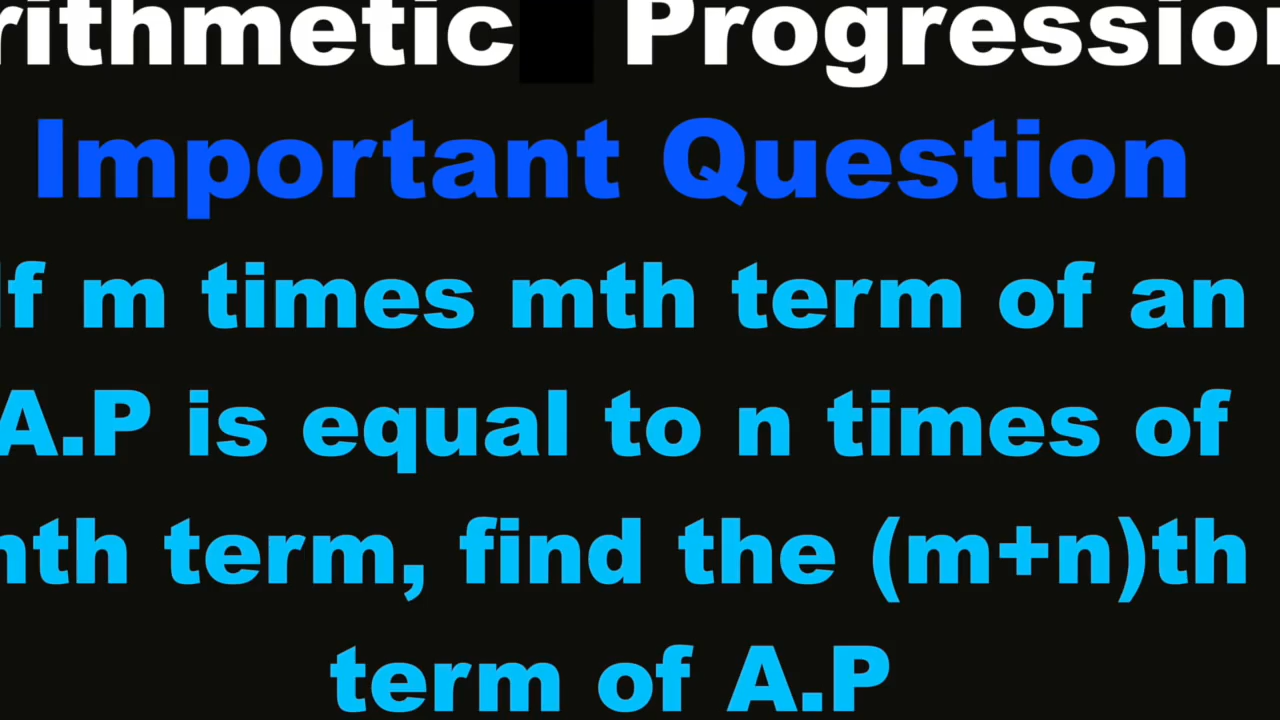 rithmetic Progression
Important Question
If m times mth term of an
A.P is equal to n times of
nth term, find the (m+n)th
term of A.P